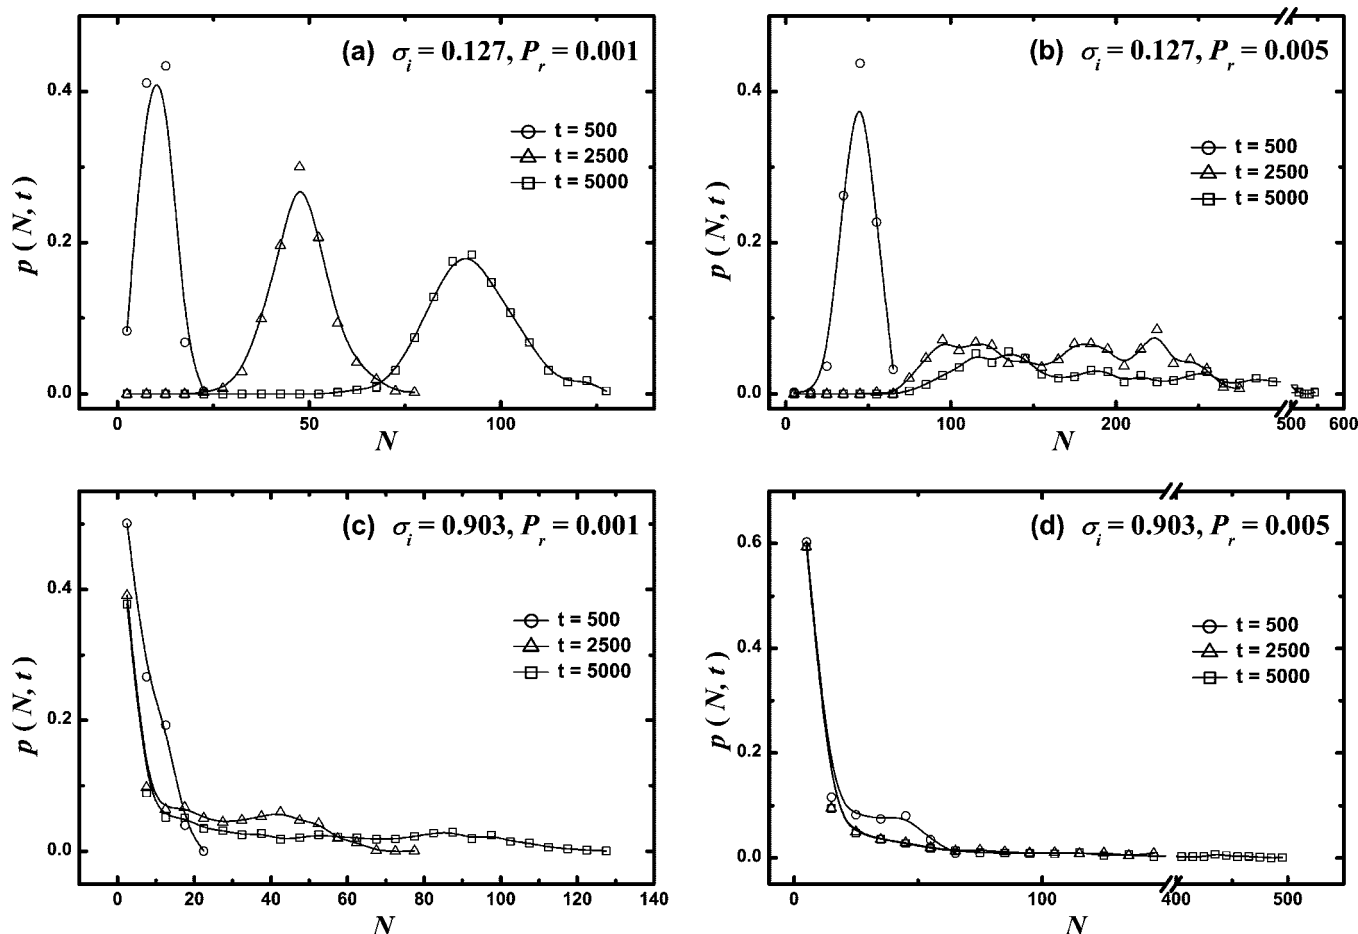 (a) σi = 0.127, Pr = 0.001
t = 500
t = 2500
t = 5000
p ( N, t )
0.4
0.2
0.0
0 50 100
N
(b) σi = 0.127, Pr = 0.005
t = 500
t = 2500
t = 5000
p ( N, t )
0.4
0.2
0.0
0 100 200 500 600
N
(c) σi = 0.903, Pr = 0.001
t = 500
t = 2500
t = 5000
p ( N, t )
0.4
0.2
0.0
0 20 40 60 80 100 120 140
N
(d) σi = 0.903, Pr = 0.005
t = 500
t = 2500
t = 5000
p ( N, t )
0.6
0.4
0.2
0.0
0 100 400 500
N